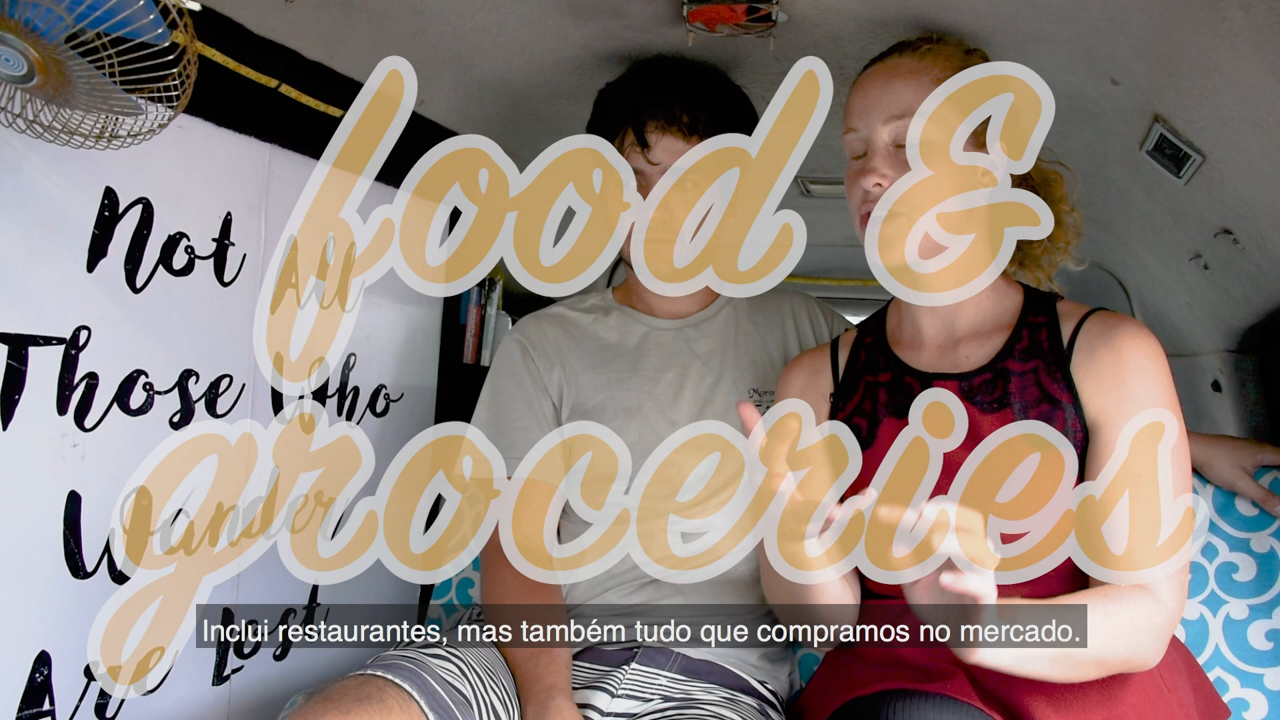 food &
groceries
Not All
Those Who
Wander
Are Lost
Inclui restaurantes, mas também tudo que compramos no mercado.